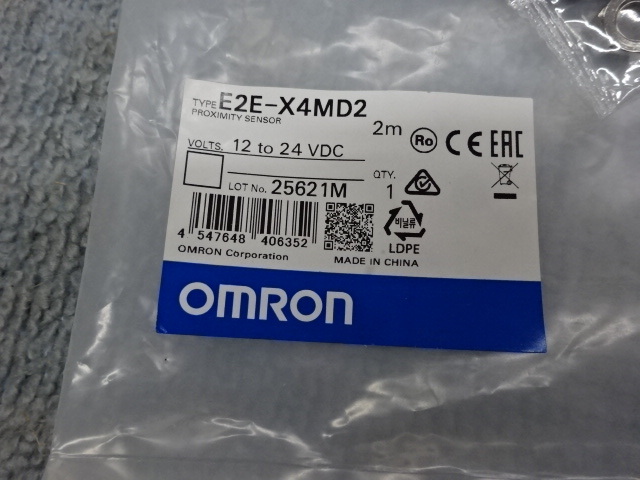 TYPE E2E-X4MD2
PROXIMITY SENSOR
2m
Ro CE EAC
VOLTS. 12 to 24 VDC
LOT No. 25621M
QTY.
1
4 547648 406352
비닐류
LDPE
OMRON Corporation
MADE IN CHINA
OMRON